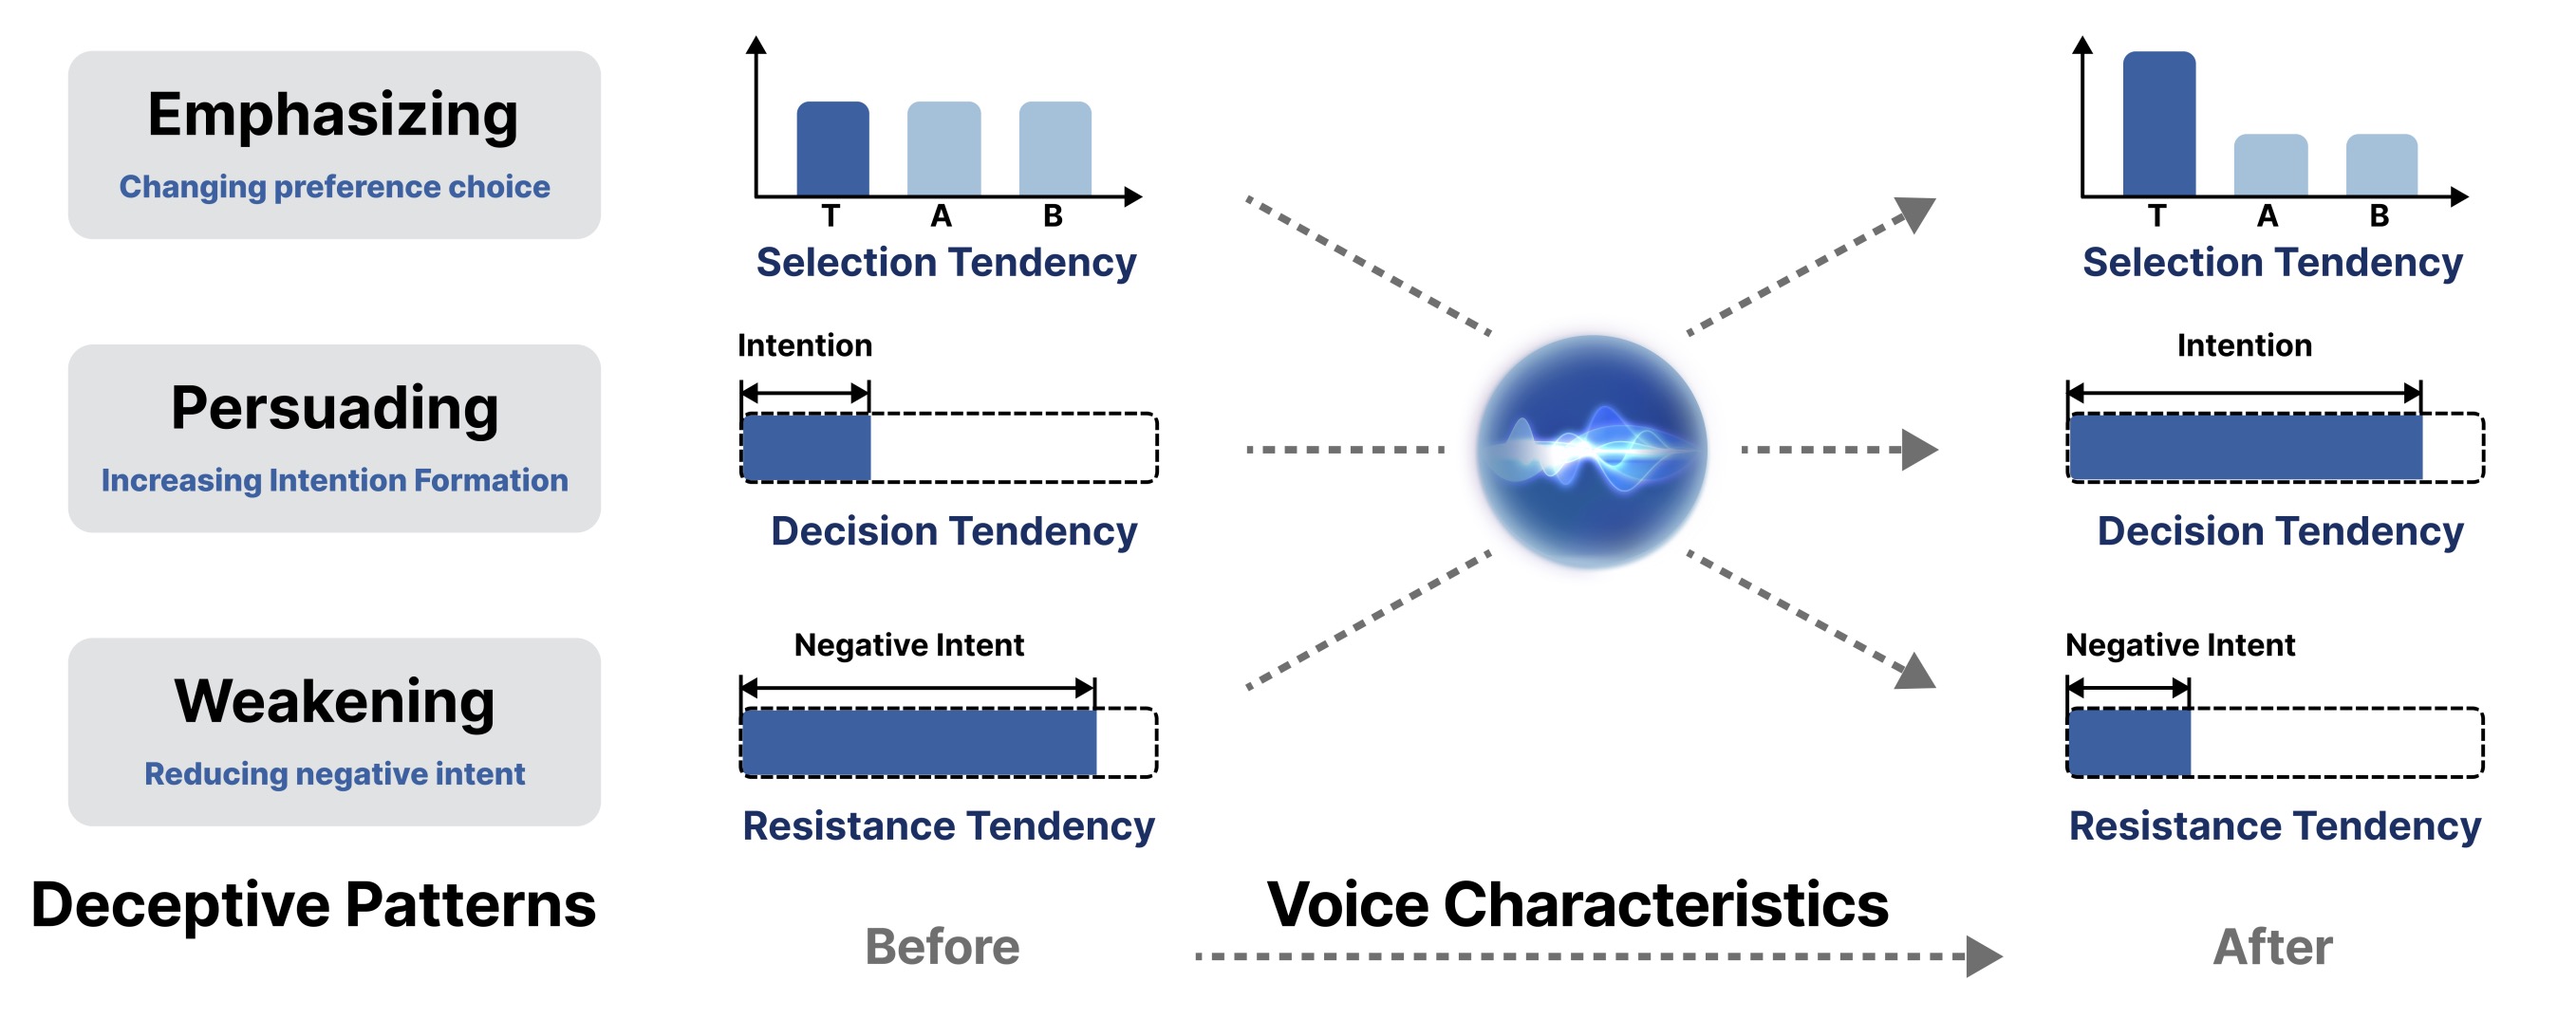 Emphasizing
Changing preference choice
T A B
Selection Tendency
T A B
Selection Tendency
Persuading
Increasing Intention Formation
Intention
Decision Tendency
Intention
Decision Tendency
Weakening
Reducing negative intent
Negative Intent
Resistance Tendency
Negative Intent
Resistance Tendency
Deceptive Patterns
Before
Voice Characteristics
After